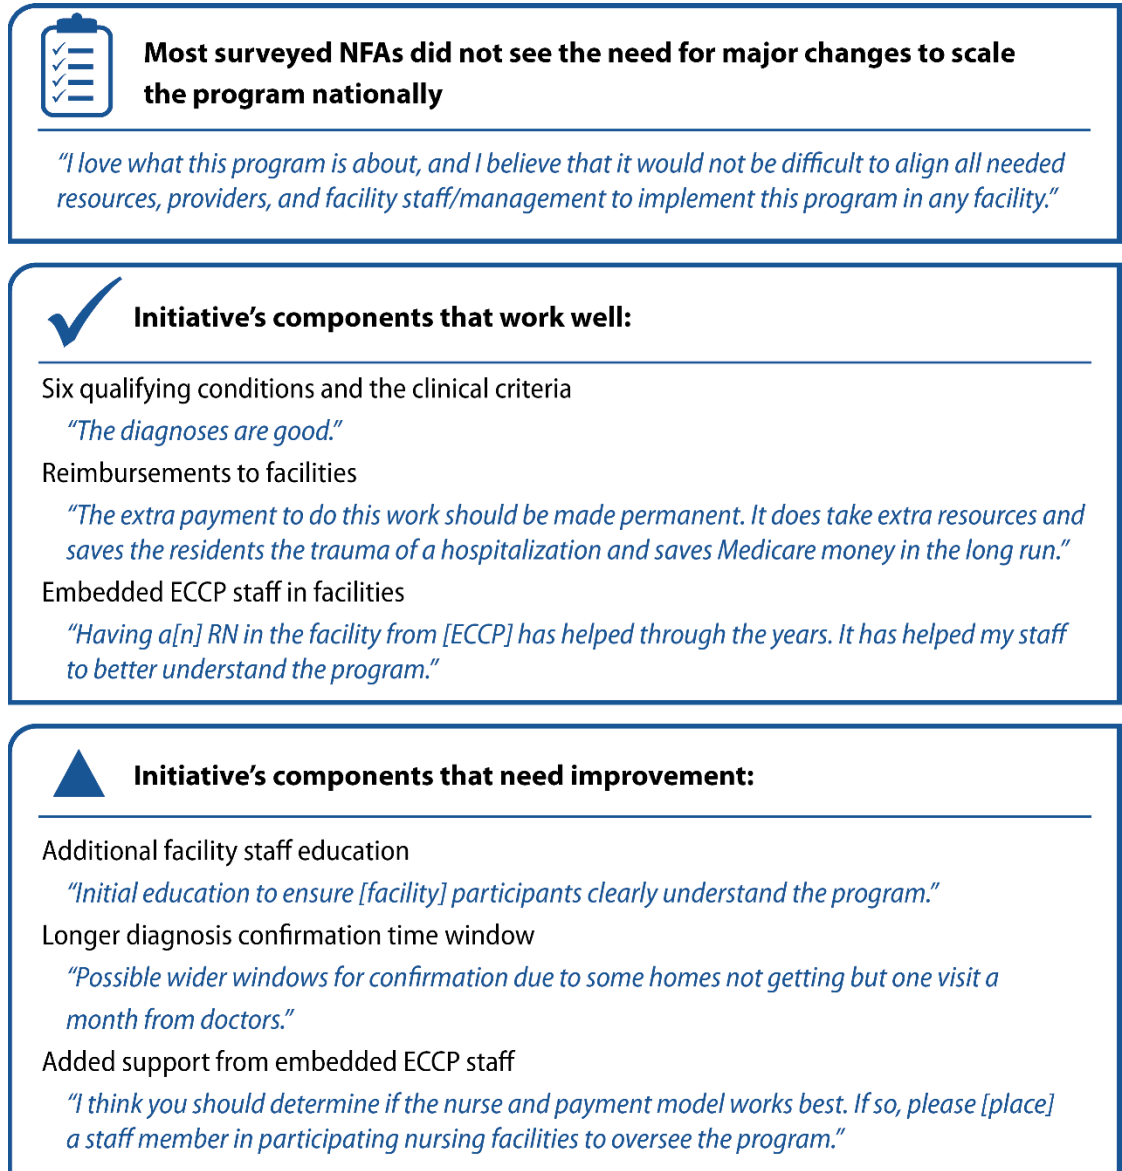 Most surveyed NFAs did not see the need for major changes to scale
the program nationally
“I love what this program is about, and I believe that it would not be difficult to align all needed
resources, providers, and facility staff/management to implement this program in any facility.”
Initiative’s components that work well:
Six qualifying conditions and the clinical criteria
“The diagnoses are good.”
Reimbursements to facilities
“The extra payment to do this work should be made permanent. It does take extra resources and
saves the residents the trauma of a hospitalization and saves Medicare money in the long run.”
Embedded ECCP staff in facilities
“Having a[n] RN in the facility from [ECCP] has helped through the years. It has helped my staff
to better understand the program.”
Initiative’s components that need improvement:
Additional facility staff education
“Initial education to ensure [facility] participants clearly understand the program.”
Longer diagnosis confirmation time window
“Possible wider windows for confirmation due to some homes not getting but one visit a
month from doctors.”
Added support from embedded ECCP staff
“I think you should determine if the nurse and payment model works best. If so, please [place]
a staff member in participating nursing facilities to oversee the program.”